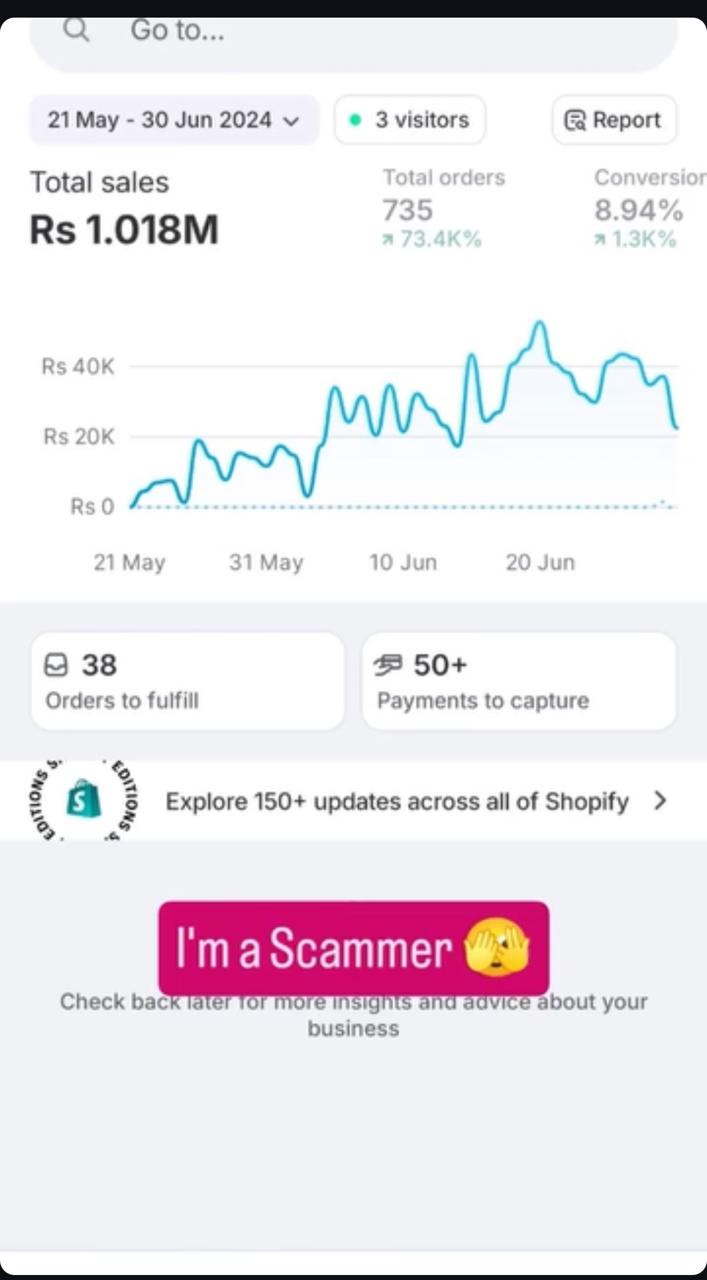 Go to...
21 May - 30 Jun 2024
3 visitors
Report
Total sales
Rs 1.018M
Total orders
735
73.4K%
Conversion
8.94%
1.3K%
Rs 40K
Rs 20K
Rs 0
21 May
31 May
10 Jun
20 Jun
38
Orders to fulfill
50+
Payments to capture
EDITIONS S
EDITIONS S
S
Explore 150+ updates across all of Shopify
I'm a Scammer 🫣
Check back later for more insights and advice about your
business